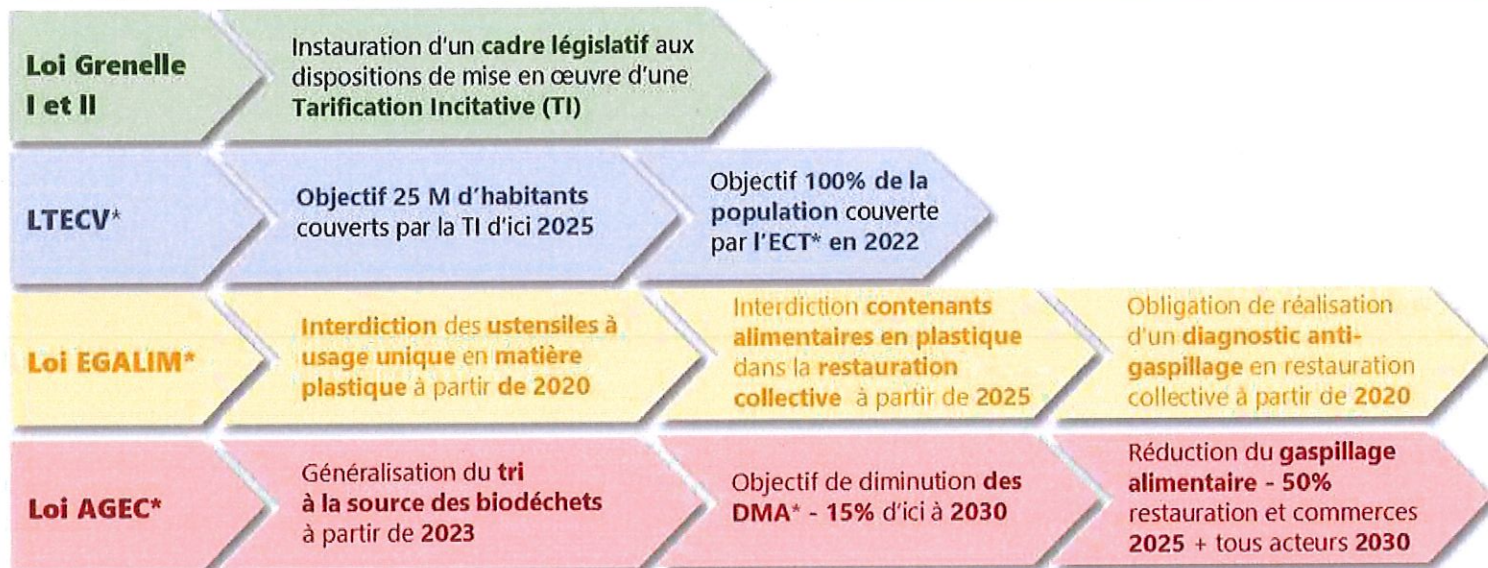 Loi Grenelle
I et II
Instauration d'un cadre législatif aux
dispositions de mise en œuvre d'une
Tarification Incitative (TI)
LTECV*
Objectif 25 M d'habitants
couverts par la TI d'ici 2025
Objectif 100% de la
population couverte
par l'ECT* en 2022
Loi EGALIM*
Interdiction des ustensiles à
usage unique en matière
plastique à partir de 2020
Interdiction contenants
alimentaires en plastique
dans la restauration
collective à partir de 2025
Obligation de réalisation
d'un diagnostic anti-
gaspillage en restauration
collective à partir de 2020
Loi AGEC*
Généralisation du tri
à la source des biodéchets
à partir de 2023
Objectif de diminution des
DMA* - 15% d'ici à 2030
Réduction du gaspillage
alimentaire - 50%
restauration et commerces
2025 + tous acteurs 2030